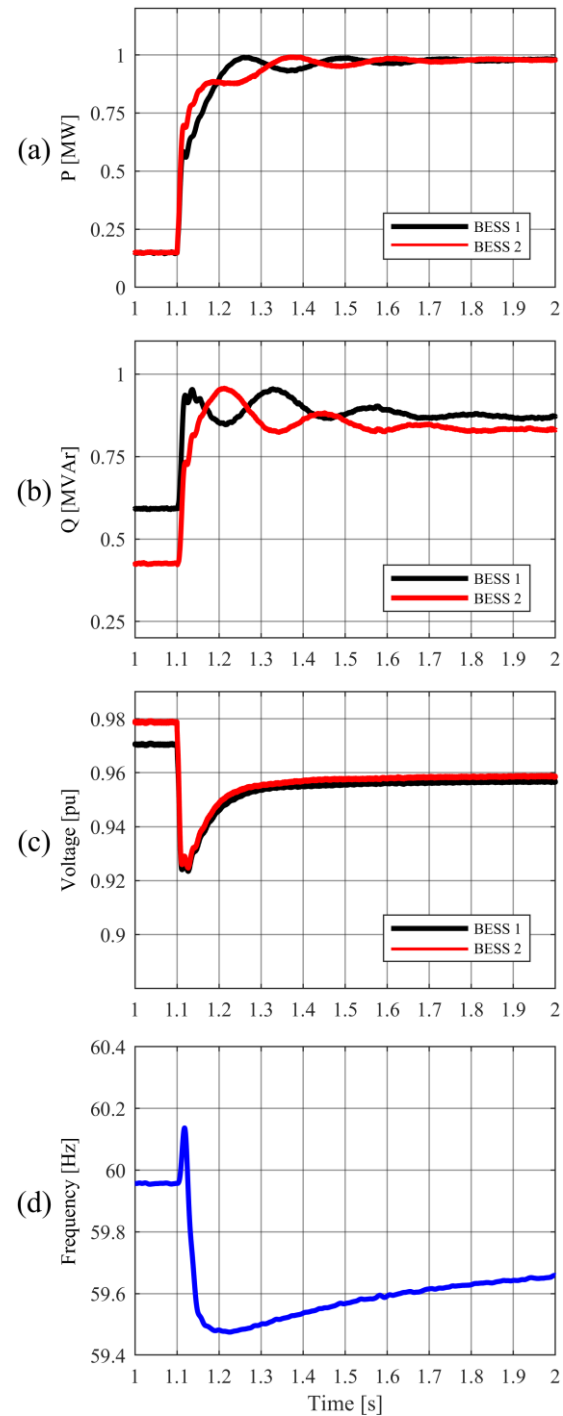 (a)
P [MW]
1
0.75
0.5
0.25
0
BESS 1
BESS 2
1 1.1 1.2 1.3 1.4 1.5 1.6 1.7 1.8 1.9 2
(b)
Q [MVAr]
1
0.75
0.5
0.25
BESS 1
BESS 2
1 1.1 1.2 1.3 1.4 1.5 1.6 1.7 1.8 1.9 2
(c)
Voltage [pu]
0.98
0.96
0.94
0.92
0.9
BESS 1
BESS 2
1 1.1 1.2 1.3 1.4 1.5 1.6 1.7 1.8 1.9 2
(d)
Frequency [Hz]
60.4
60.2
60
59.8
59.6
59.4
1 1.1 1.2 1.3 1.4 1.5 1.6 1.7 1.8 1.9 2
Time [s]